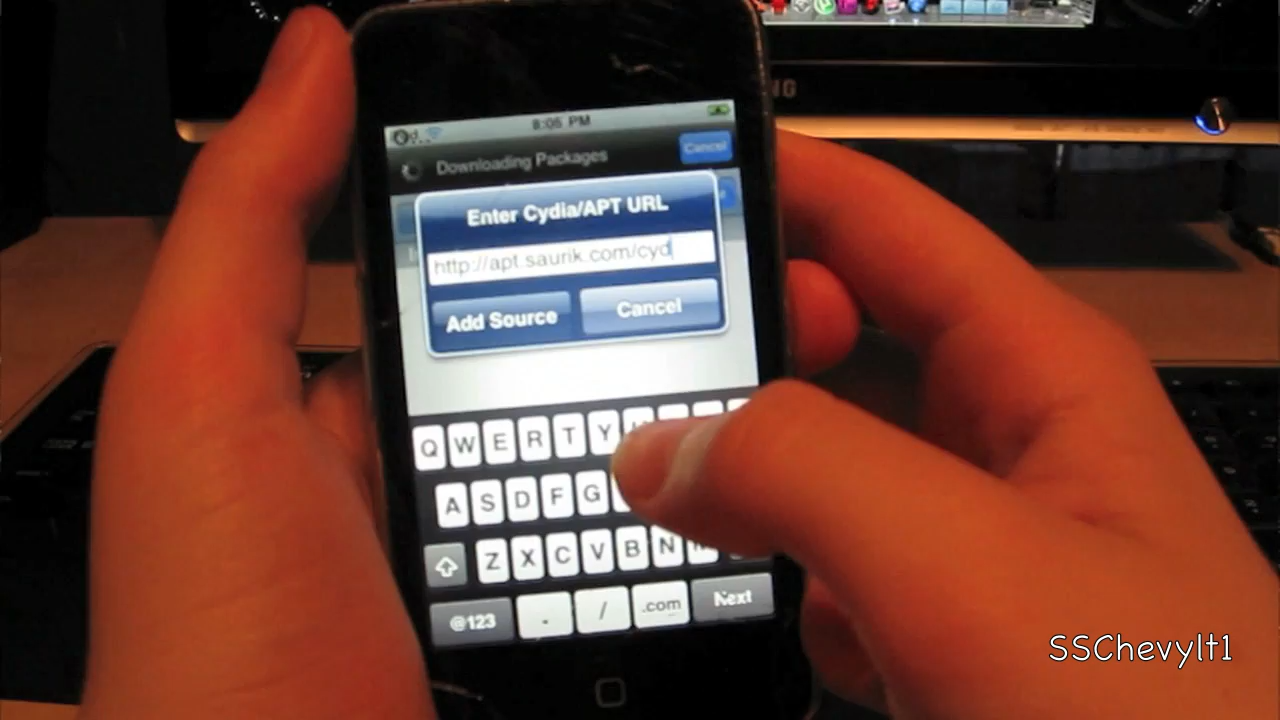 8:05 PM
Downloading Packages
Cancel
Enter Cydia/APT URL
http://apt.saurik.com/cyd
Add Source
Cancel
Q W E R T Y
A S D F G
Z X C V B N
@123 . / .com Next
SSChevylt1